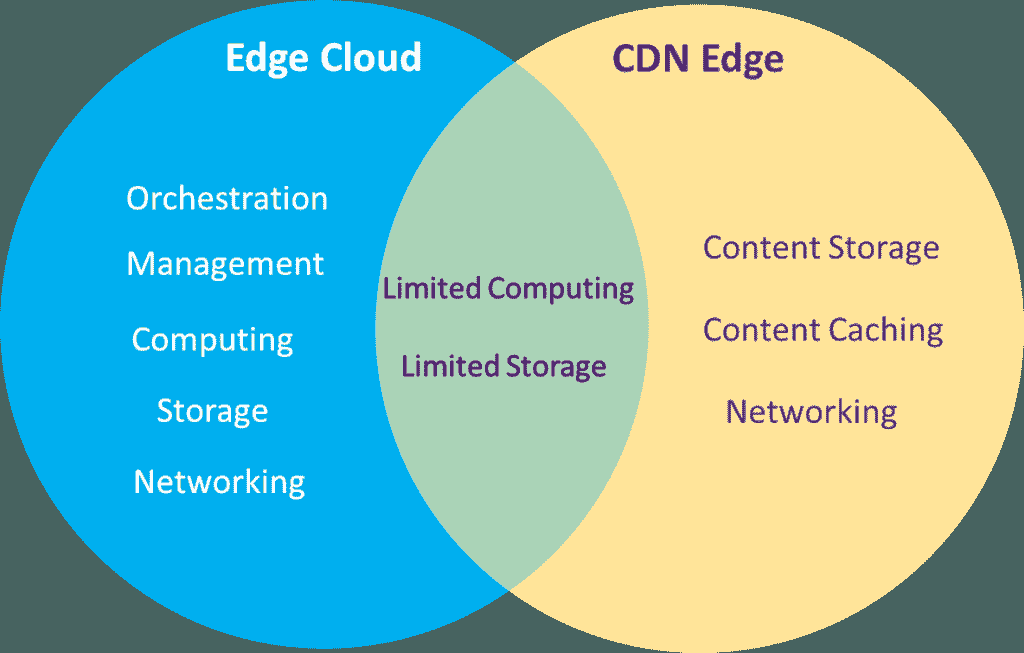 Edge Cloud
Orchestration
Management
Computing
Storage
Networking
Limited Computing
Limited Storage
CDN Edge
Content Storage
Content Caching
Networking